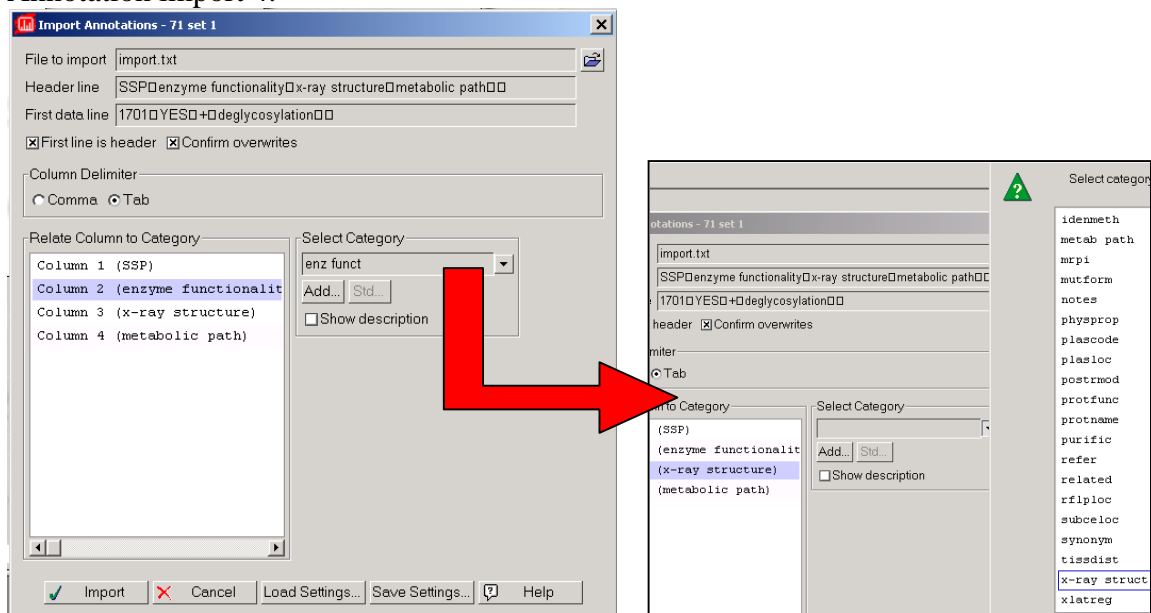 Import Annotations - 71 set 1
File to import import.txt
Header line SSP□enzyme functionality□x-ray structure□metabolic path□□
First data line 1701□YES□+□deglycosylation□□
First line is header Confirm overwrites
Column Delimiter
Comma Tab
Relate Column to Category
Column 1 (SSP)
Column 2 (enzyme functionalit
Column 3 (x-ray structure)
Column 4 (metabolic path)
Select Category
enz funct
Add... Std...
Show description
Import Cancel Load Settings... Save Settings... Help
otations - 71 set 1
import.txt
SSP□enzyme functionality□x-ray structure□metabolic path□□
1701□YES□+□deglycosylation□□
header Confirm overwrites
miter
Tab
n to Category
(SSP)
(enzyme functionalit
(x-ray structure)
(metabolic path)
Select Category
Add... Std...
Show description
Select categor
idenmeth
metab path
mrpi
mutform
notes
physprop
plascode
plasloc
postrmod
protfunc
protname
purific
refer
related
rflploc
subceloc
synonym
tissdist
x-ray struct
xlatreg